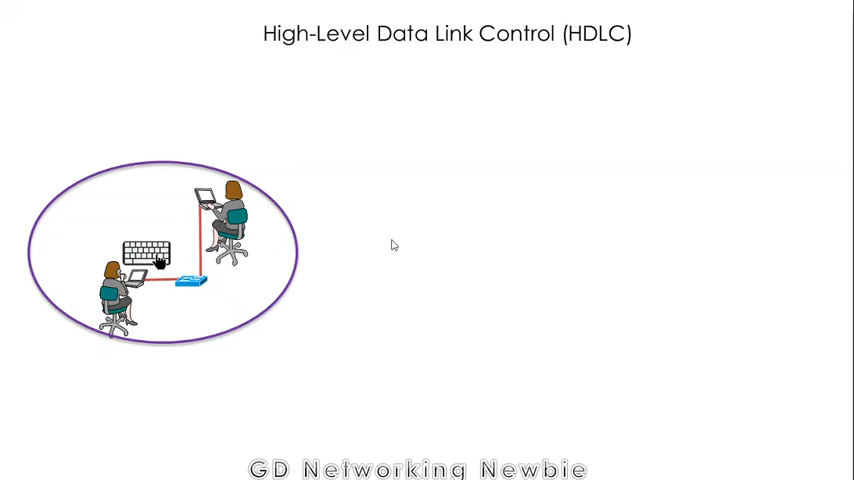 High-Level Data Link Control (HDLC)
GD Networking Newbie